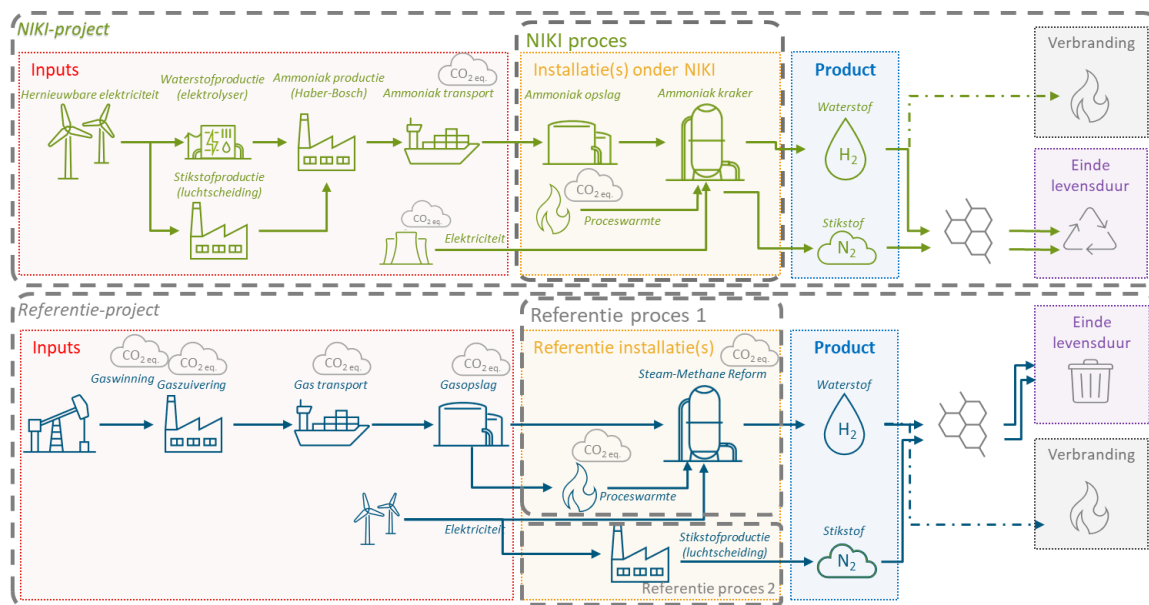 NIKI-project
NIKI proces
Inputs
Installatie(s) onder NIKI
Product
Verbranding
CO2 eq.
Hernieuwbare elektriciteit
Waterstofproductie
(elektrolyser)
Ammoniak productie
(Haber-Bosch)
Ammoniak transport
Ammoniak opslag
Ammoniak kraker
Waterstof
H2
Stikstofproductie
(luchtscheiding)
Einde
levensduur
CO2 eq.
CO2 eq.
Proceswarmte
Elektriciteit
Stikstof
N2
Referentie-project
Referentie proces 1
Inputs
Referentie installatie(s)
Product
Einde
levensduur
CO2 eq.
CO2 eq.
CO2 eq.
CO2 eq.
CO2 eq.
Gaswinning
Gaszuivering
Gas transport
Gasopslag
Steam-Methane Reform
Waterstof
H2
CO2 eq.
Proceswarmte
Verbranding
Elektriciteit
Stikstofproductie
(luchtscheiding)
Stikstof
N2
Referentie proces 2